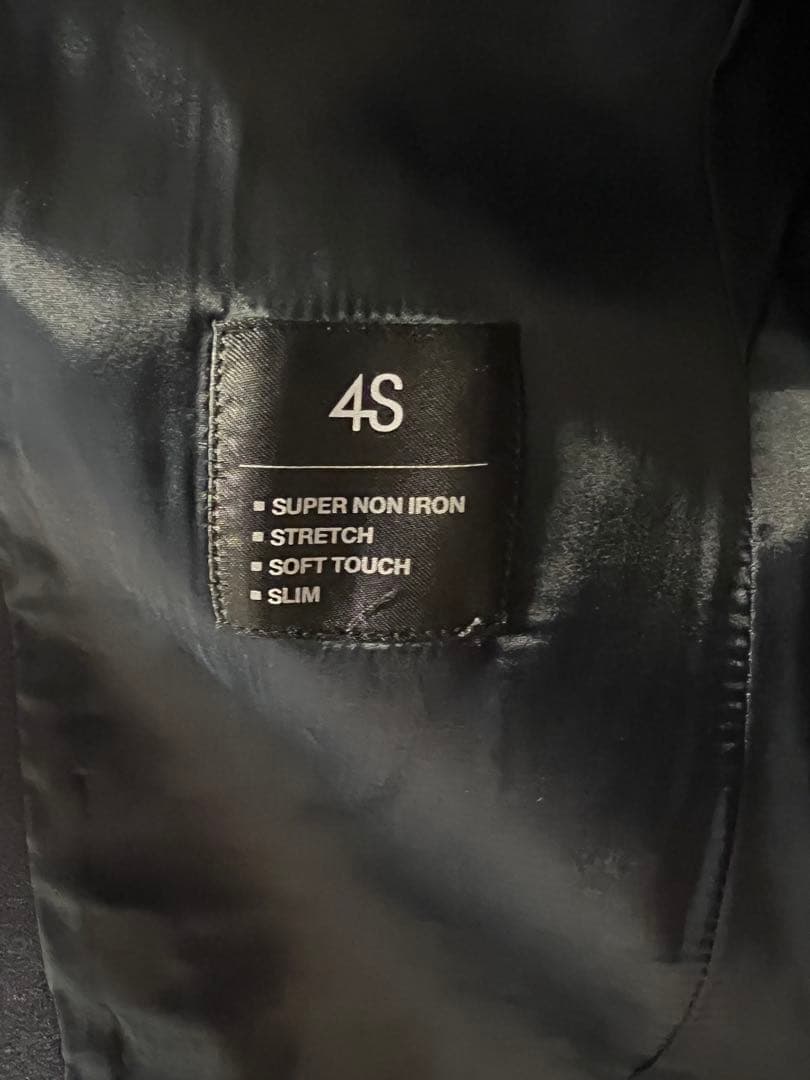 4S
▪ SUPER NON IRON
▪ STRETCH
▪ SOFT TOUCH
▪ SLIM